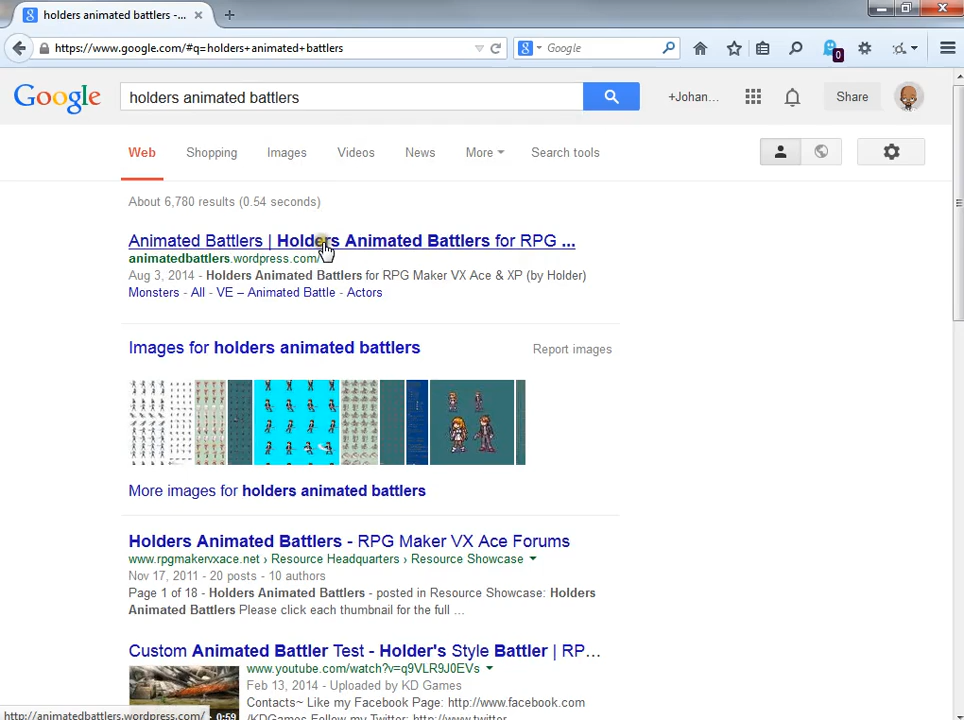 holders animated battlers -...
https://www.google.com/#q=holders+animated+battlers
Google
0
Google
holders animated battlers
+Johan...
Share
Web
Shopping
Images
Videos
News
More
Search tools
About 6,780 results (0.54 seconds)
Animated Battlers | Holders Animated Battlers for RPG ...
animatedbattlers.wordpress.com/
Aug 3, 2014 - Holders Animated Battlers for RPG Maker VX Ace & XP (by Holder)
Monsters - All - VE – Animated Battle - Actors
Images for holders animated battlers
Report images
More images for holders animated battlers
Holders Animated Battlers - RPG Maker VX Ace Forums
www.rpgmakervxace.net › Resource Headquarters › Resource Showcase
Nov 17, 2011 - 20 posts - 10 authors
Page 1 of 18 - Holders Animated Battlers - posted in Resource Showcase: Holders
Animated Battlers Please click each thumbnail for the full ...
Custom Animated Battler Test - Holder's Style Battler | RP...
www.youtube.com/watch?v=q9VLR9J0EVs
Feb 13, 2014 - Uploaded by KD Games
Contacts~ Like my Facebook Page: http://www.facebook.com
/KDGames Follow my Twitter: http://www.twitter
0:59
http://animatedbattlers.wordpress.com/